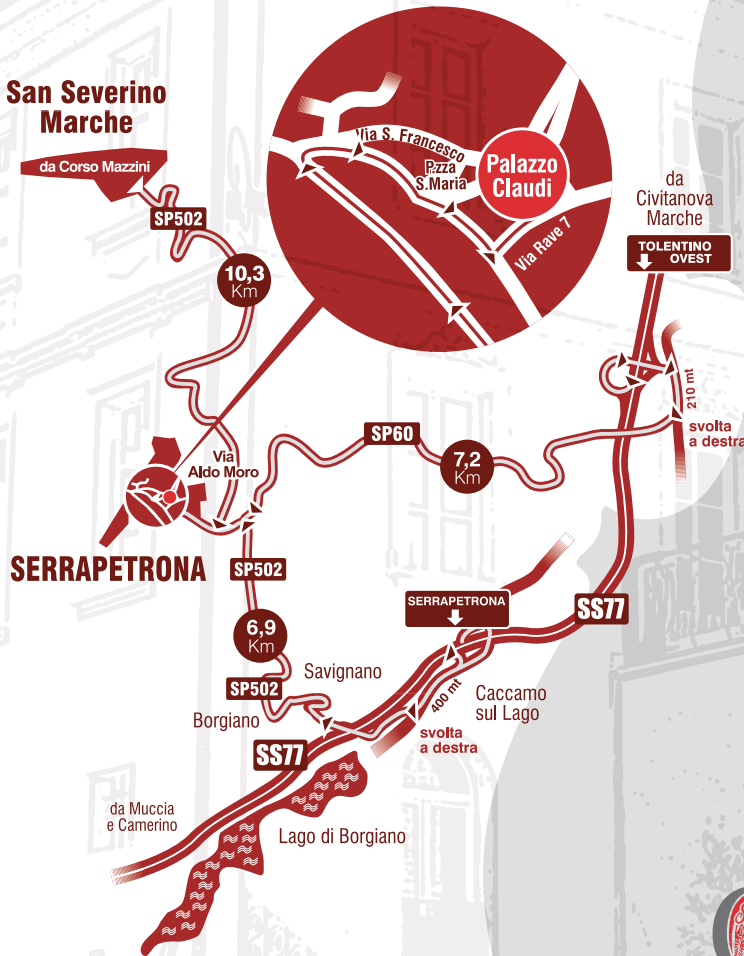 San Severino
Marche
da Corso Mazzini
SP502
10,3
Km
Via S. Francesco
P.zza
S.Maria
Palazzo
Claudi
Via Rave 7
da
Civitanova
Marche
TOLENTINO
OVEST
210 mt
svolta
a destra
SP60
7,2
Km
Via
Aldo Moro
SERRAPETRONA
SP502
SERRAPETRONA
SS77
6,9
Km
SP502
Savignano
Borgiano
400 mt
Caccamo
sul Lago
svolta
a destra
SS77
da Muccia
e Camerino
Lago di Borgiano